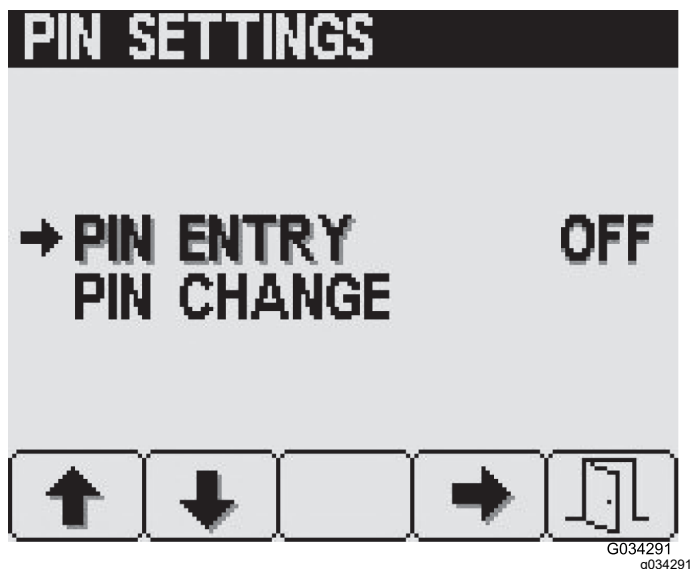 PIN SETTINGS
PIN ENTRY OFF
PIN CHANGE
G034291
g034291